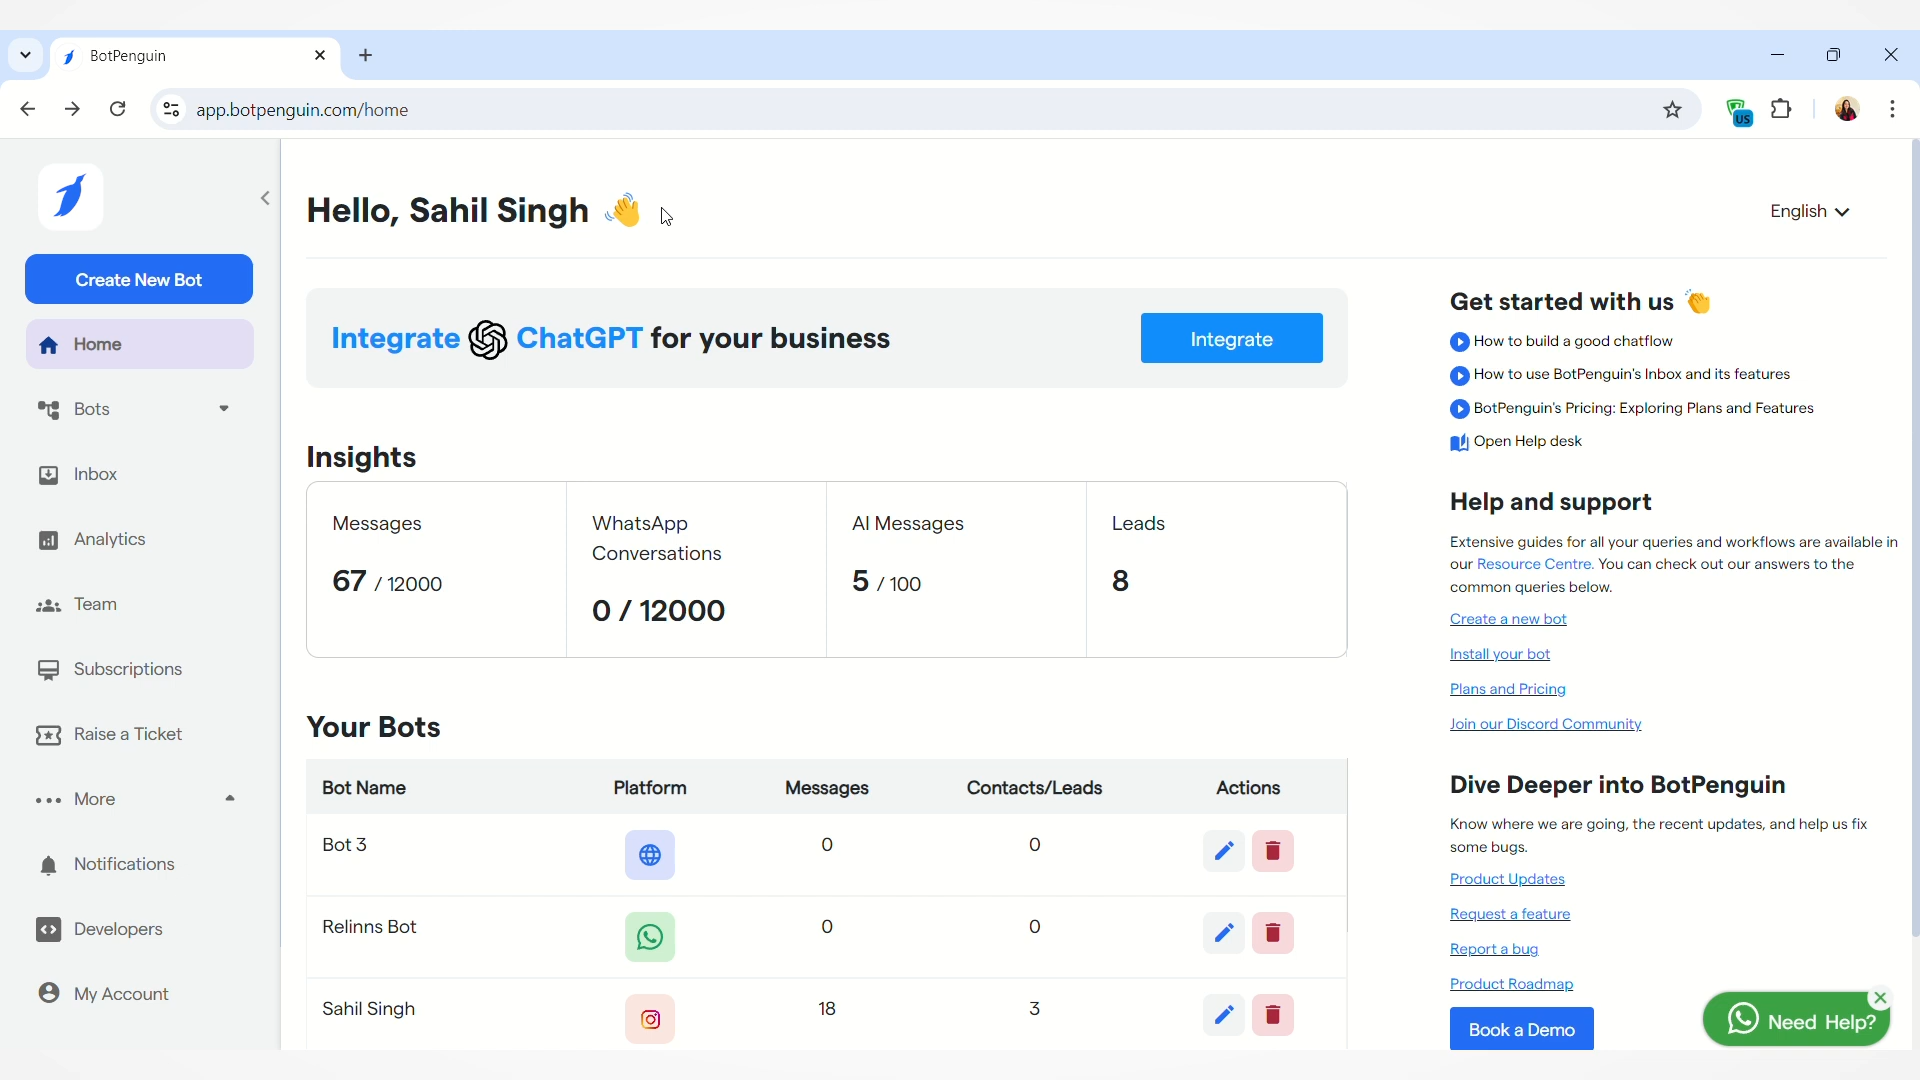 BotPenguin
app.botpenguin.com/home
US
Create New Bot
Home
Bots
Inbox
Analytics
Team
Subscriptions
Raise a Ticket
More
Notifications
Developers
My Account
Hello, Sahil Singh
English
Integrate ChatGPT for your business
Integrate
Insights
Messages
67 / 12000
WhatsApp
Conversations
0 / 12000
AI Messages
5 / 100
Leads
8
Your Bots
Bot Name Platform Messages Contacts/Leads Actions
Bot 3 0 0
Relinns Bot 0 0
Sahil Singh 18 3
Get started with us
How to build a good chatflow
How to use BotPenguin's Inbox and its features
BotPenguin's Pricing: Exploring Plans and Features
Open Help desk
Help and support
Extensive guides for all your queries and workflows are available in
our Resource Centre. You can check out our answers to the
common queries below.
Create a new bot
Install your bot
Plans and Pricing
Join our Discord Community
Dive Deeper into BotPenguin
Know where we are going, the recent updates, and help us fix
some bugs.
Product Updates
Request a feature
Report a bug
Product Roadmap
Book a Demo
Need Help?